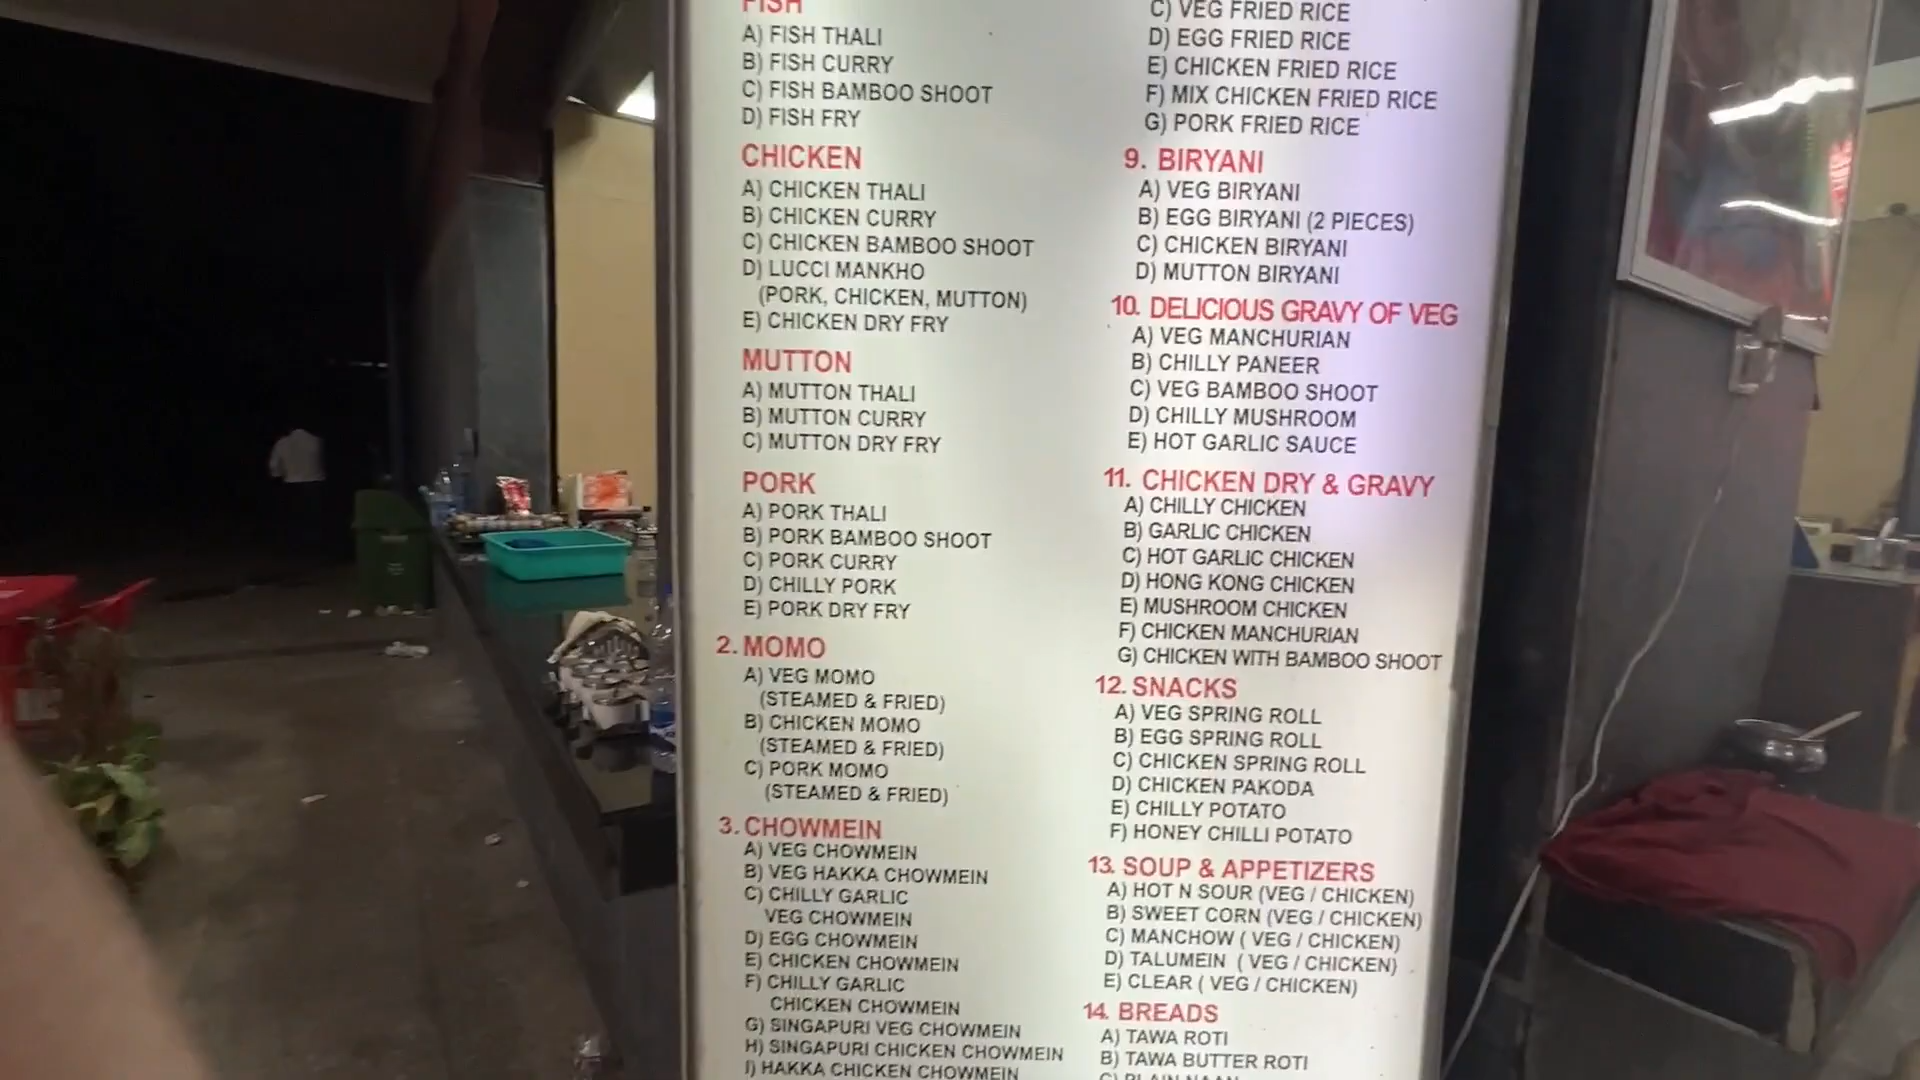 FISH
A) FISH THALI
B) FISH CURRY
C) FISH BAMBOO SHOOT
D) FISH FRY
CHICKEN
A) CHICKEN THALI
B) CHICKEN CURRY
C) CHICKEN BAMBOO SHOOT
D) LUCCI MANKHO
(PORK, CHICKEN, MUTTON)
E) CHICKEN DRY FRY
MUTTON
A) MUTTON THALI
B) MUTTON CURRY
C) MUTTON DRY FRY
PORK
A) PORK THALI
B) PORK BAMBOO SHOOT
C) PORK CURRY
D) CHILLY PORK
E) PORK DRY FRY
2. MOMO
A) VEG MOMO
(STEAMED & FRIED)
B) CHICKEN MOMO
(STEAMED & FRIED)
C) PORK MOMO
(STEAMED & FRIED)
3. CHOWMEIN
A) VEG CHOWMEIN
B) VEG HAKKA CHOWMEIN
C) CHILLY GARLIC
VEG CHOWMEIN
D) EGG CHOWMEIN
E) CHICKEN CHOWMEIN
F) CHILLY GARLIC
CHICKEN CHOWMEIN
G) SINGAPURI VEG CHOWMEIN
H) SINGAPURI CHICKEN CHOWMEIN
I) HAKKA CHICKEN CHOWMEIN
C) VEG FRIED RICE
D) EGG FRIED RICE
E) CHICKEN FRIED RICE
F) MIX CHICKEN FRIED RICE
G) PORK FRIED RICE
9. BIRYANI
A) VEG BIRYANI
B) EGG BIRYANI (2 PIECES)
C) CHICKEN BIRYANI
D) MUTTON BIRYANI
10. DELICIOUS GRAVY OF VEG
A) VEG MANCHURIAN
B) CHILLY PANEER
C) VEG BAMBOO SHOOT
D) CHILLY MUSHROOM
E) HOT GARLIC SAUCE
11. CHICKEN DRY & GRAVY
A) CHILLY CHICKEN
B) GARLIC CHICKEN
C) HOT GARLIC CHICKEN
D) HONG KONG CHICKEN
E) MUSHROOM CHICKEN
F) CHICKEN MANCHURIAN
G) CHICKEN WITH BAMBOO SHOOT
12. SNACKS
A) VEG SPRING ROLL
B) EGG SPRING ROLL
C) CHICKEN SPRING ROLL
D) CHICKEN PAKODA
E) CHILLY POTATO
F) HONEY CHILLI POTATO
13. SOUP & APPETIZERS
A) HOT N SOUR (VEG / CHICKEN)
B) SWEET CORN (VEG / CHICKEN)
C) MANCHOW ( VEG / CHICKEN)
D) TALUMEIN ( VEG / CHICKEN)
E) CLEAR ( VEG / CHICKEN)
14. BREADS
A) TAWA ROTI
B) TAWA BUTTER ROTI